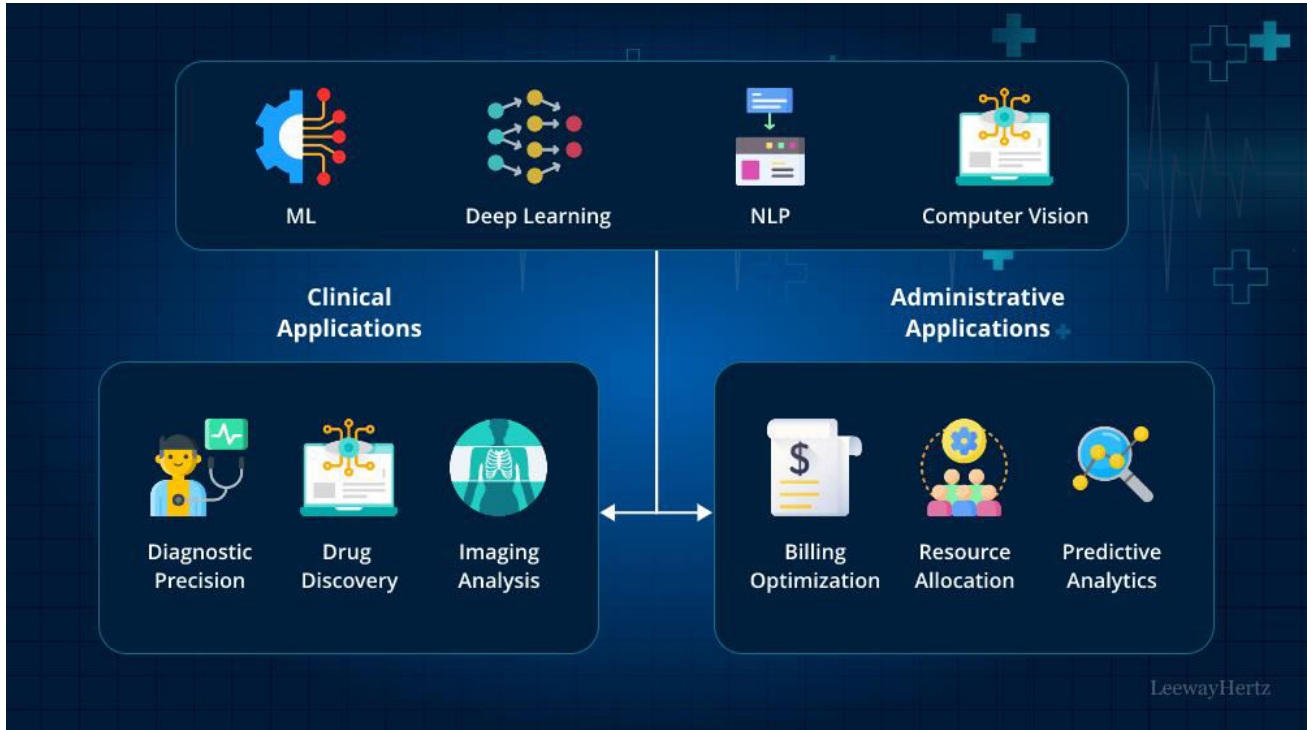 ML
Deep Learning
NLP
Computer Vision
Clinical
Applications
Administrative
Applications
Diagnostic
Precision
Drug
Discovery
Imaging
Analysis
$
Billing
Optimization
Resource
Allocation
Predictive
Analytics
LeewayHertz